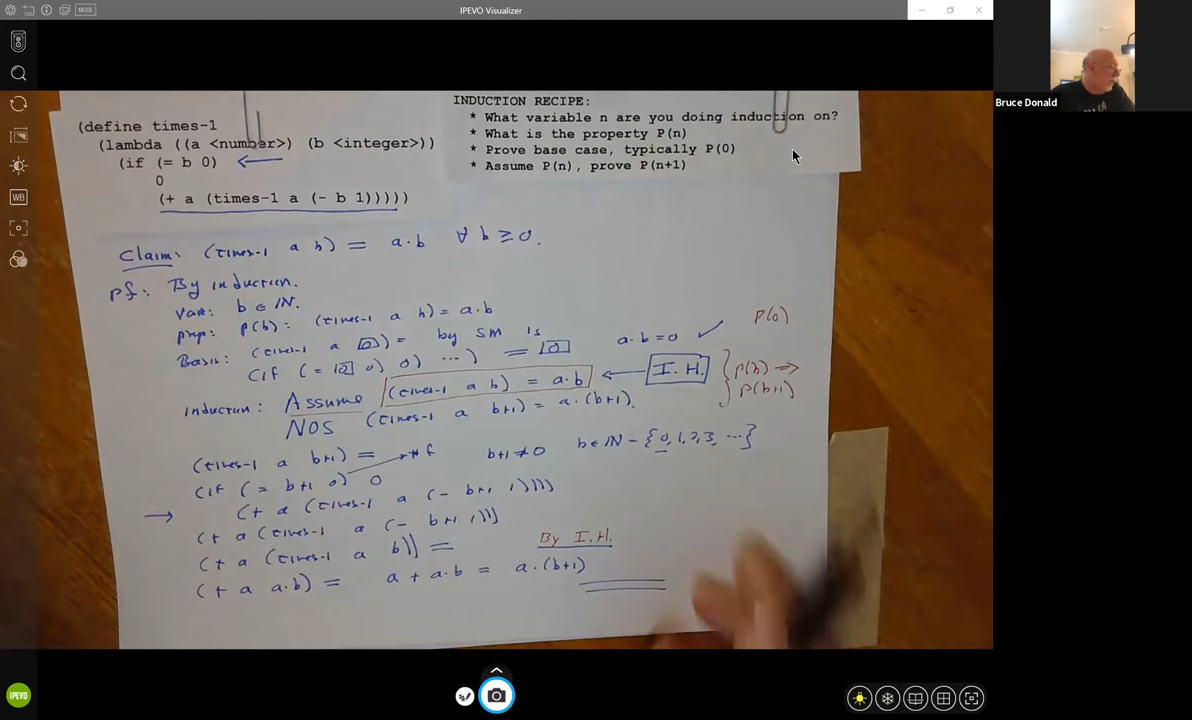 IPEVO Visualizer
MODE
Bruce Donald
WB
(define times-1
(lambda ((a <number>) (b <integer>))
(if (= b 0)
0
(+ a (times-1 a (- b 1)))))
INDUCTION RECIPE:
* What variable n are you doing induction on?
* What is the property P(n)
* Prove base case, typically P(0)
* Assume P(n), prove P(n+1)
Claim: (times-1 a b) = a·b ∀ b ≥ 0.
pf: By induction.
var: b ∈ IN.
prop: P(b): (times-1 a b) = a·b
Basis: (times-1 a 0) = by SM is
(if (= 0 0) 0) ...) = 0 a·b = 0 ✓ P(0)
Induction: Assume (times-1 a b) = a·b ← I.H. } P(b) ⟹ P(b+1)
NOS (times-1 a b+1) = a·(b+1).
(times-1 a b+1) =
(if (= b+1 0) 0 #f b+1 ≠ 0 b ∈ IN - {0, 1, 2, 3, ...}
→ (+ a (times-1 a (- b+1 1))))
(+ a (times-1 a (- b+1 1)))
(+ a (times-1 a b)) = By I.H.
(+ a a·b) = a + a·b = a·(b+1)
IPEVO